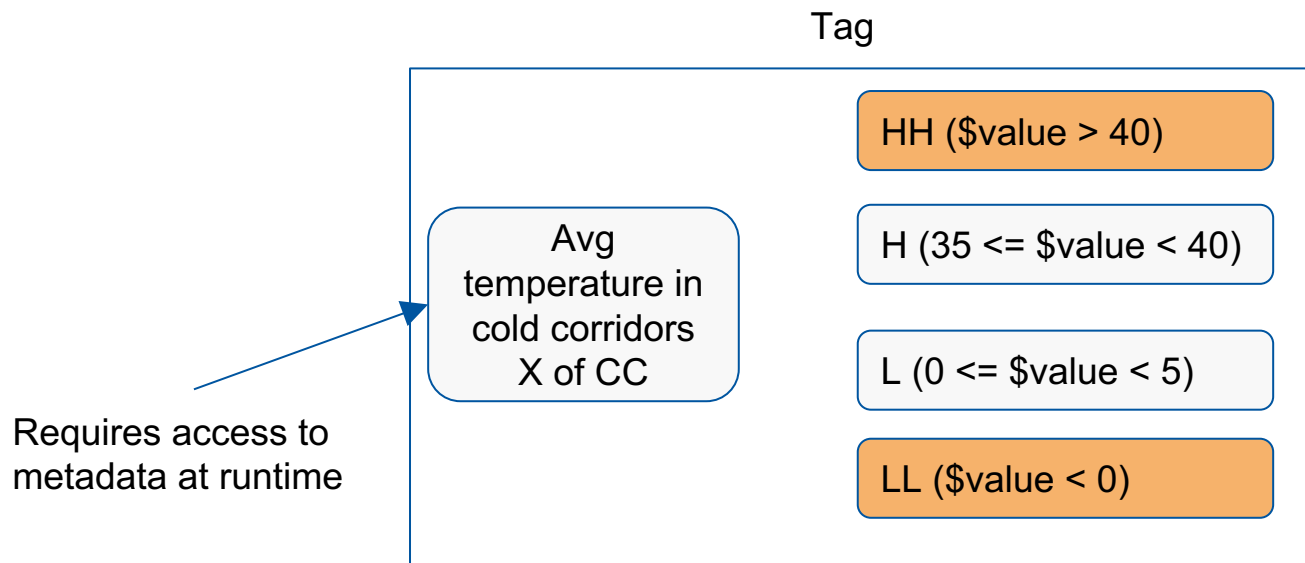 Tag
HH ($value > 40)
H (35 <= $value < 40)
Avg
temperature in
cold corridors
X of CC
L (0 <= $value < 5)
LL ($value < 0)
Requires access to
metadada at runtime